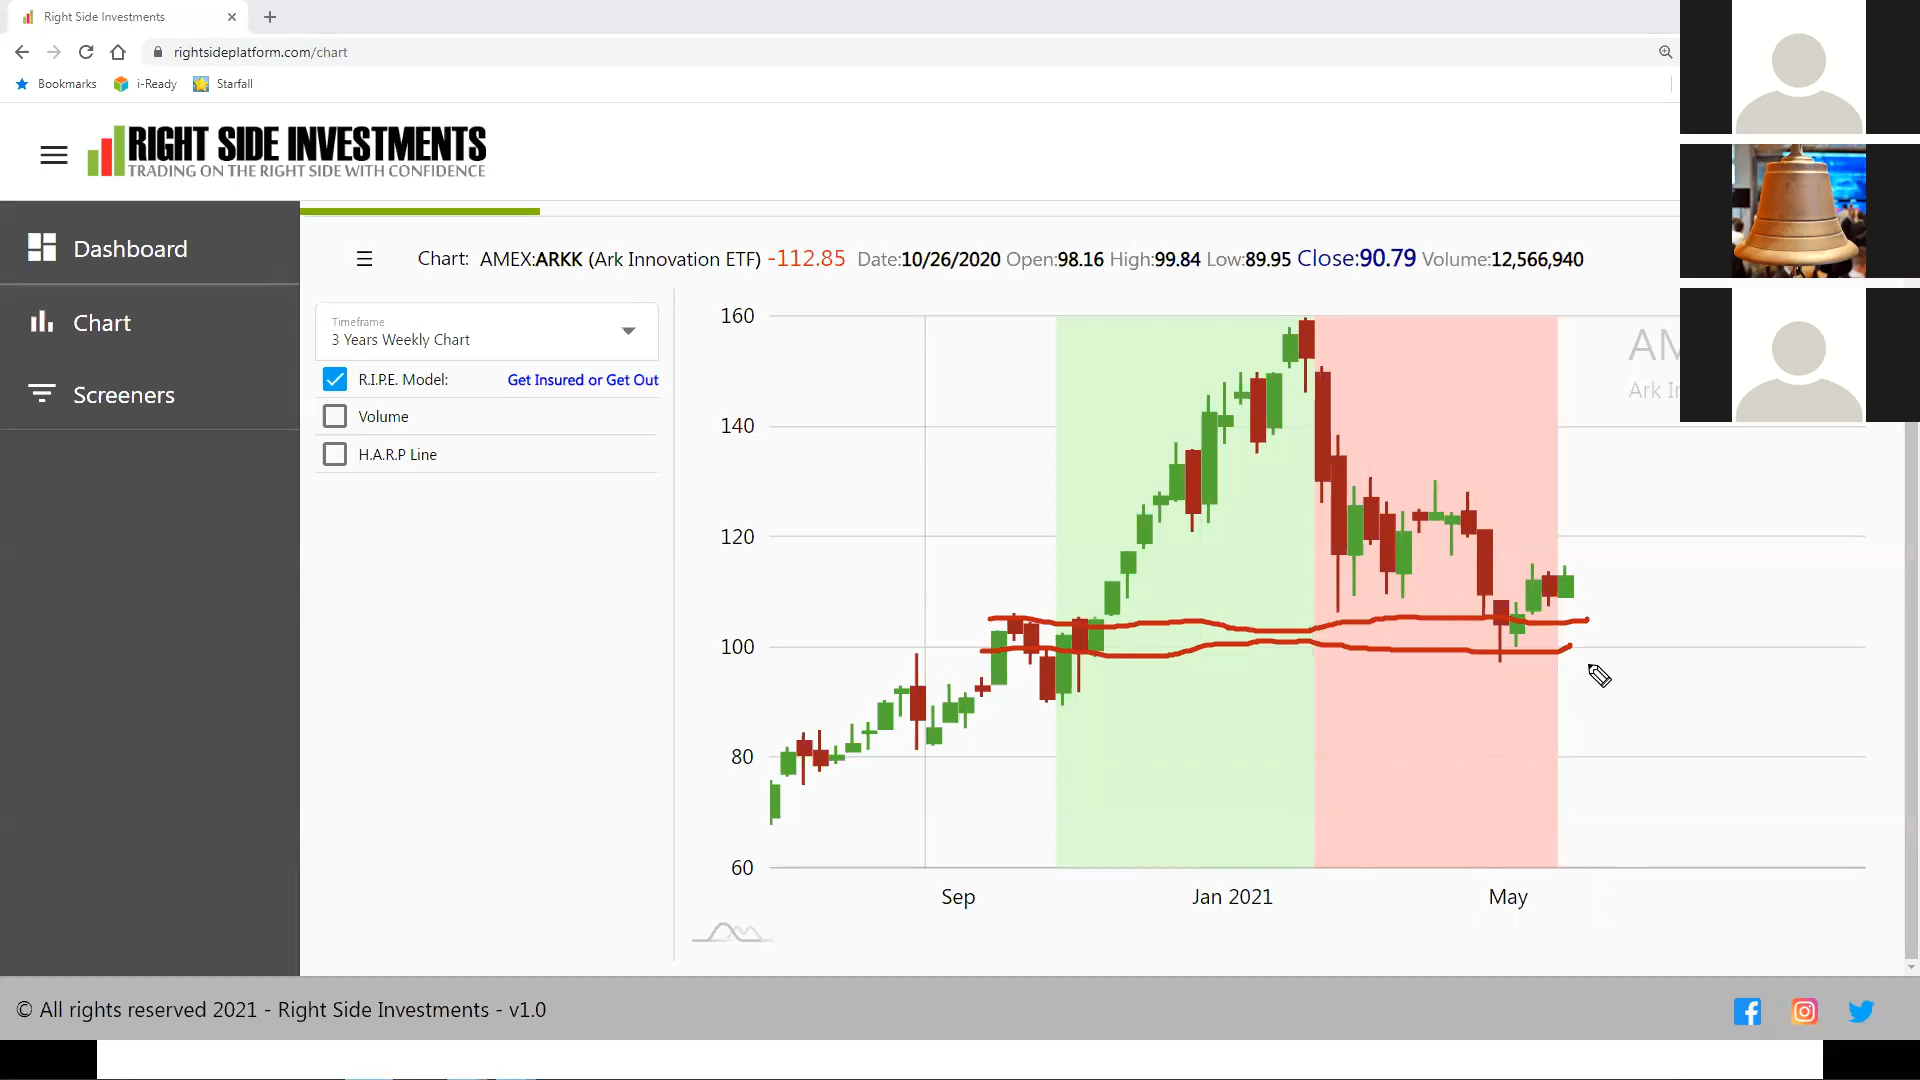 Right Side Investments
rightsideplatform.com/chart
Bookmarks i-Ready Starfall
RIGHT SIDE INVESTMENTS
TRADING ON THE RIGHT SIDE WITH CONFIDENCE
Dashboard
Chart
Screeners
Chart: AMEX:ARKK (Ark Innovation ETF) -112.85 Date:10/26/2020 Open:98.16 High:99.84 Low:89.95 Close:90.79 Volume:12,566,940
Timeframe
3 Years Weekly Chart
R.I.P.E. Model: Get Insured or Get Out
Volume
H.A.R.P Line
160
140
120
100
80
60
Sep Jan 2021 May
© All rights reserved 2021 - Right Side Investments - v1.0